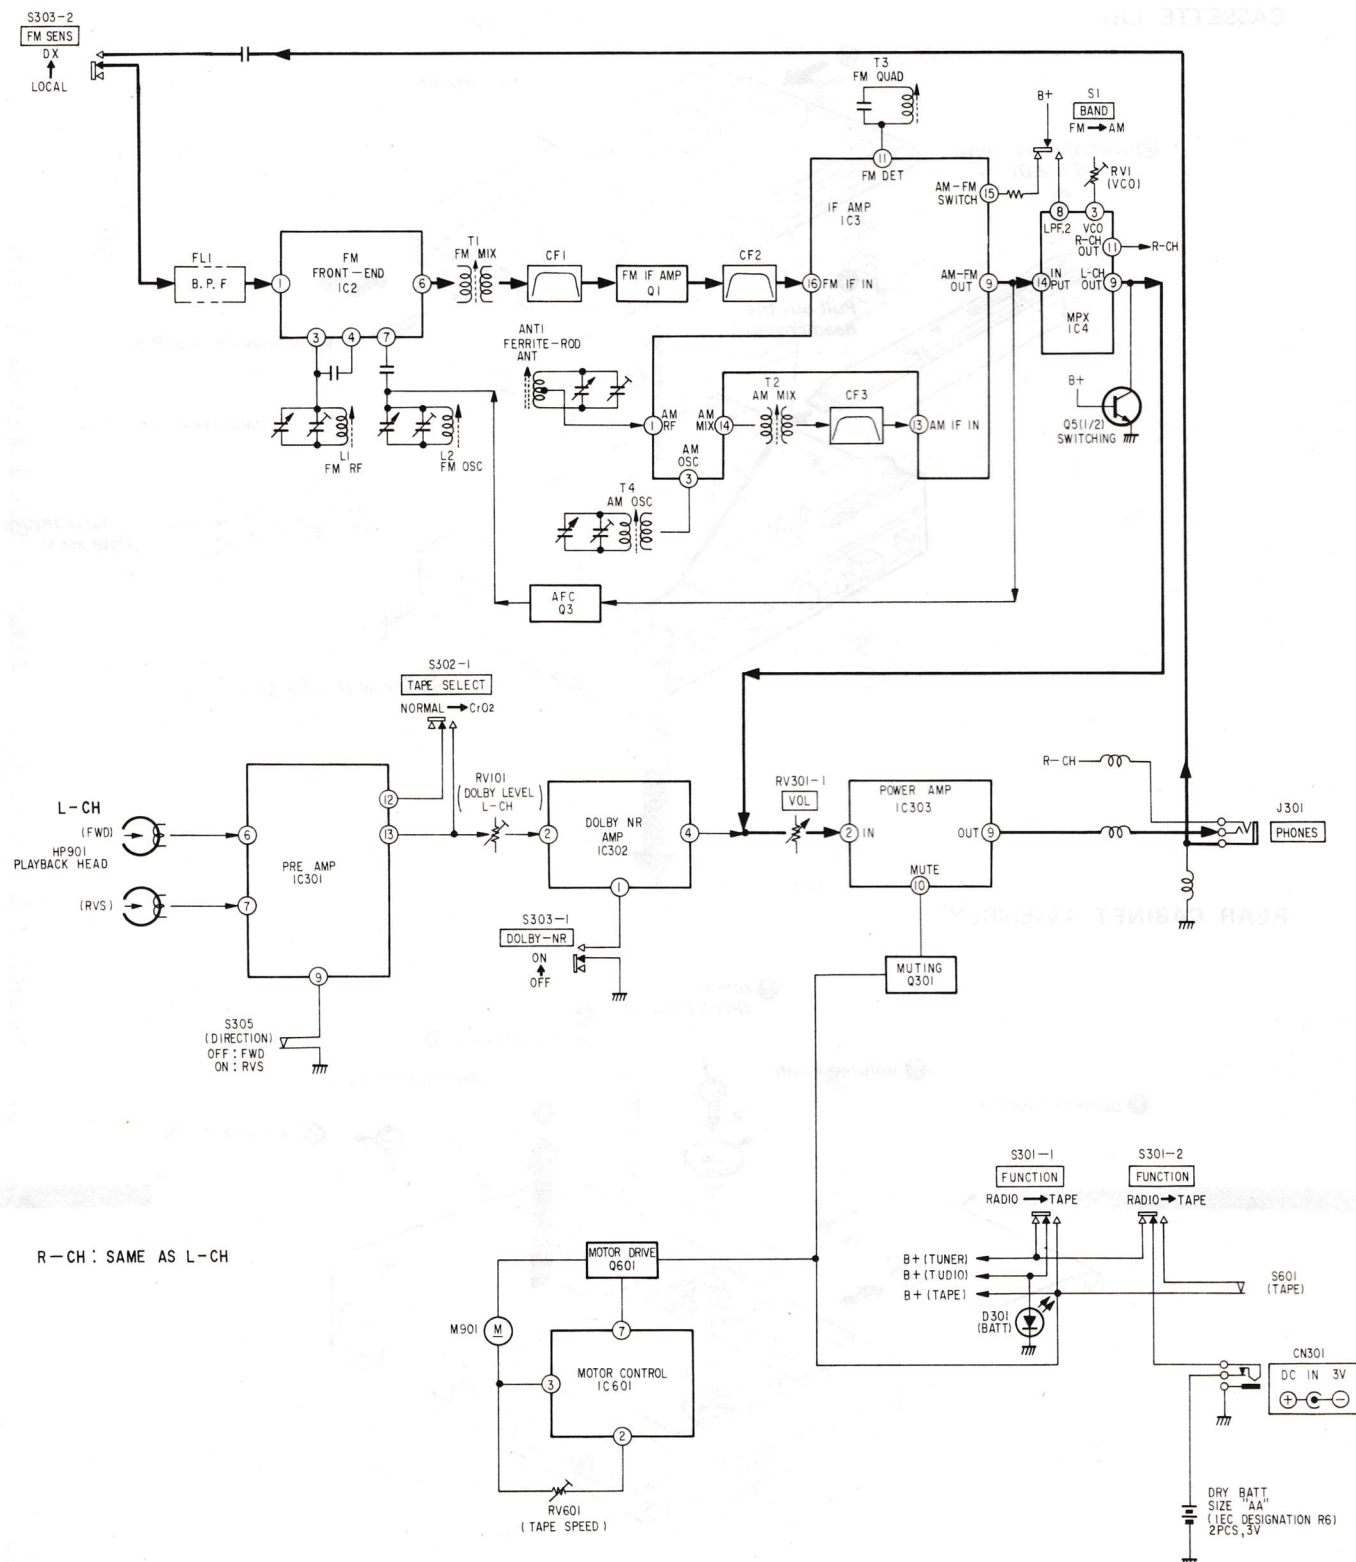 S303-2
FM SENS
DX
LOCAL
T3
FM QUAD
B+
S1
BAND
FM AM
RV1
(VCO)
11
FM DET
AM-FM
SWITCH
15
IF AMP
IC3
8
3
LPF.2
VCO
R-CH
OUT
11
R-CH
FL1
B.P.F
1
FM
FRONT-END
IC2
6
3
4
7
T1
FM MIX
CF1
FM IF AMP
Q1
CF2
16
FM IF IN
AM-FM
OUT
9
14
IN
PUT
L-CH
OUT
9
MPX
IC4
B+
Q5(1/2)
SWITCHING
ANT1
FERRITE-ROD
ANT
1
AM
RF
AM
MIX
14
T2
AM MIX
CF3
13
AM IF IN
AM
OSC
3
L1
FM RF
L2
FM OSC
T4
AM OSC
AFC
Q3
S302-1
TAPE SELECT
NORMAL CrO2
L-CH
(FWD)
HP901
PLAYBACK HEAD
(RVS)
6
7
12
13
PRE AMP
IC301
9
S305
(DIRECTION)
OFF : FWD
ON : RVS
RV101
(DOLBY LEVEL
L-CH)
2
DOLBY NR
AMP
IC302
4
1
S303-1
DOLBY-NR
ON
OFF
RV301-1
VOL
POWER AMP
IC303
2
IN
OUT
9
MUTE
10
MUTING
Q301
R-CH
J301
PHONES
R-CH : SAME AS L-CH
MOTOR DRIVE
Q601
M901
M
7
3
MOTOR CONTROL
IC601
2
RV601
(TAPE SPEED)
S301-1
FUNCTION
RADIO TAPE
S301-2
FUNCTION
RADIO TAPE
B+(TUNER)
B+(TUDIO)
B+(TAPE)
D301
(BATT)
S601
(TAPE)
CN301
DC IN 3V
DRY BATT
SIZE "AA"
(IEC DESIGNATION R6)
2PCS,3V